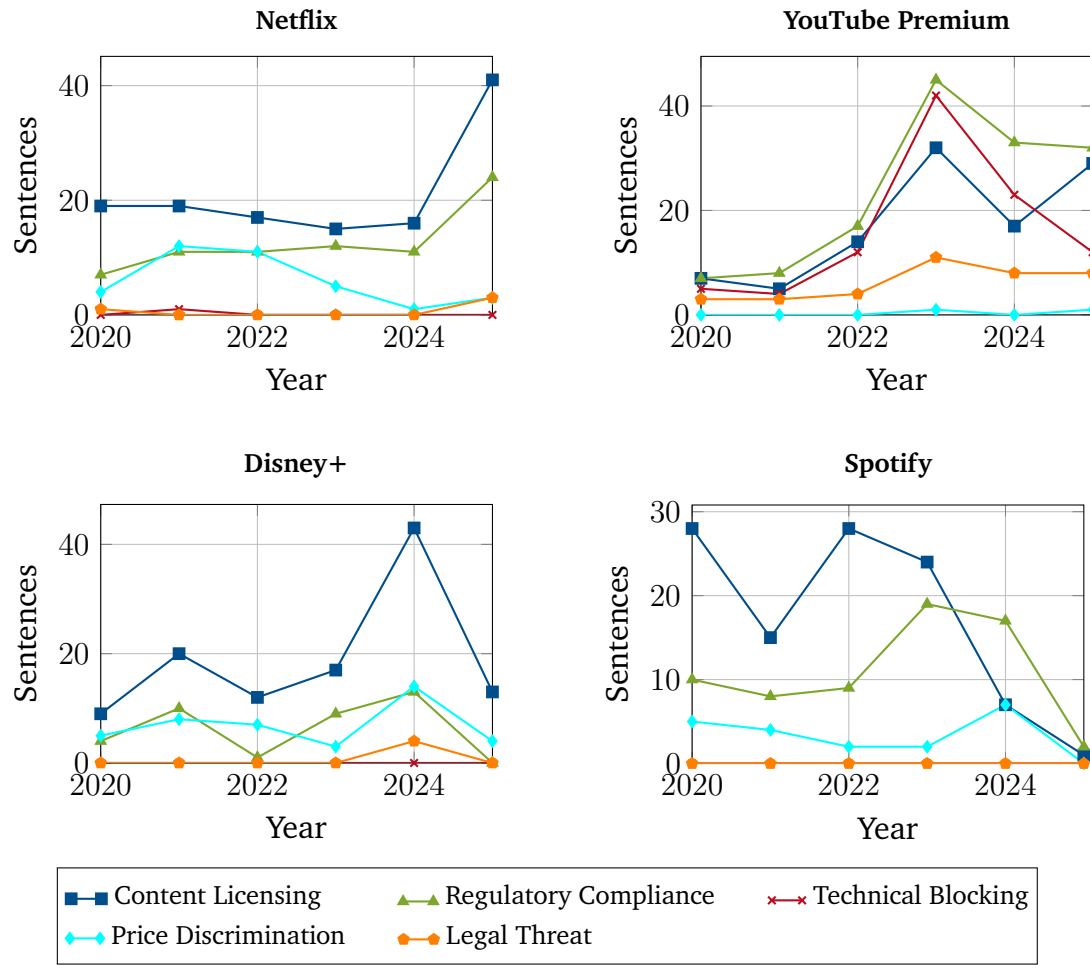 Netflix
YouTube Premium
40
20
0
2020 2022 2024
Sentences
Year
40
20
0
2020 2022 2024
Sentences
Year
Disney+
Spotify
40
20
0
2020 2022 2024
Sentences
Year
30
20
10
0
2020 2022 2024
Sentences
Year
Content Licensing Regulatory Compliance Technical Blocking
Price Discrimination Legal Threat